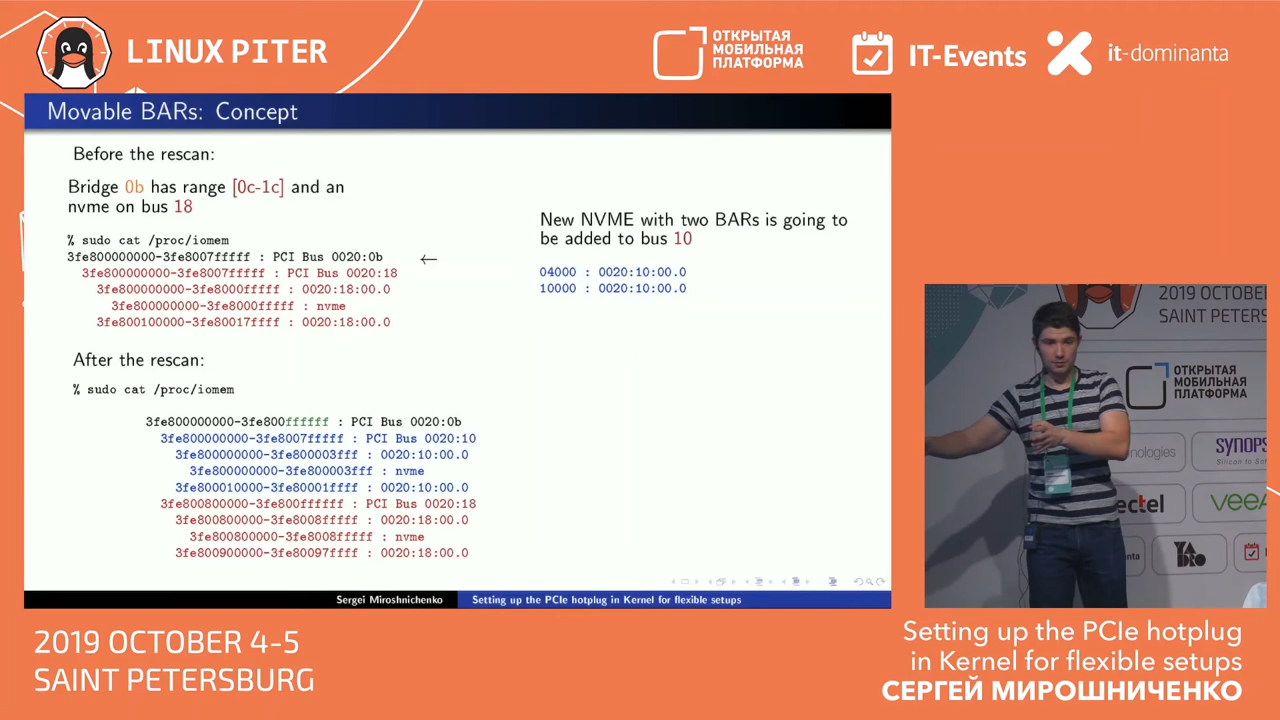 LINUX PITER
ОТКРЫТАЯ
МОБИЛЬНАЯ
ПЛАТФОРМА
IT-Events
it-dominanta
Movable BARs: Concept
Before the rescan:
Bridge 0b has range [0c-1c] and an
nvme on bus 18
% sudo cat /proc/iomem
3fe800000000-3fe8007fffff : PCI Bus 0020:0b
3fe800000000-3fe8007fffff : PCI Bus 0020:18
3fe800000000-3fe8000fffff : 0020:18:00.0
3fe800000000-3fe8000fffff : nvme
3fe800100000-3fe80017ffff : 0020:18:00.0
←
New NVME with two BARs is going to
be added to bus 10
04000 : 0020:10:00.0
10000 : 0020:10:00.0
After the rescan:
% sudo cat /proc/iomem
3fe800000000-3fe800ffffff : PCI Bus 0020:0b
3fe800000000-3fe8007fffff : PCI Bus 0020:10
3fe800000000-3fe800003fff : 0020:10:00.0
3fe800000000-3fe800003fff : nvme
3fe800010000-3fe80001ffff : 0020:10:00.0
3fe800800000-3fe800ffffff : PCI Bus 0020:18
3fe800800000-3fe8008fffff : 0020:18:00.0
3fe800800000-3fe8008fffff : nvme
3fe800900000-3fe80097ffff : 0020:18:00.0
Sergei Miroshnichenko
Setting up the PCIe hotplug in Kernel for flexible setups
2019 OCTOBER
SAINT PETERS
ОТКРЫТАЯ
МОБИЛЬНАЯ
ПЛАТФОРМА
nologies
SYNOPS
Silicon to
ectel
VEE
anta
YADRO
2019 OCTOBER 4-5
SAINT PETERSBURG
Setting up the PCIe hotplug
in Kernel for flexible setups
СЕРГЕЙ МИРОШНИЧЕНКО